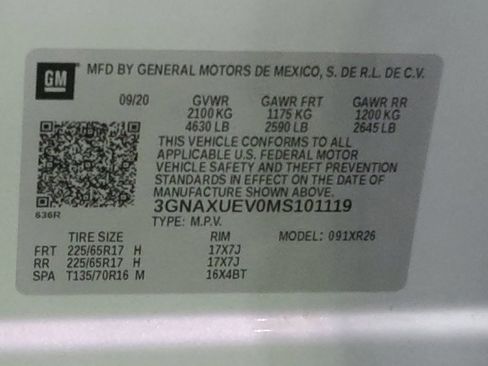 GM MFD BY GENERAL MOTORS DE MEXICO, S. DE R.L. DE C.V.
09/20 GVWR GAWR FRT GAWR RR
2100 KG 1175 KG 1200 KG
4630 LB 2590 LB 2645 LB
THIS VEHICLE CONFORMS TO ALL
APPLICABLE U.S. FEDERAL MOTOR
VEHICLE SAFETY AND THEFT PREVENTION
STANDARDS IN EFFECT ON THE DATE OF
MANUFACTURE SHOWN ABOVE.
3GNAXUEV0MS101119
636R
TYPE: M.P.V.
TIRE SIZE RIM MODEL: 091XR26
FRT 225/65R17 H 17X7J
RR 225/65R17 H 17X7J
SPA T135/70R16 M 16X4BT